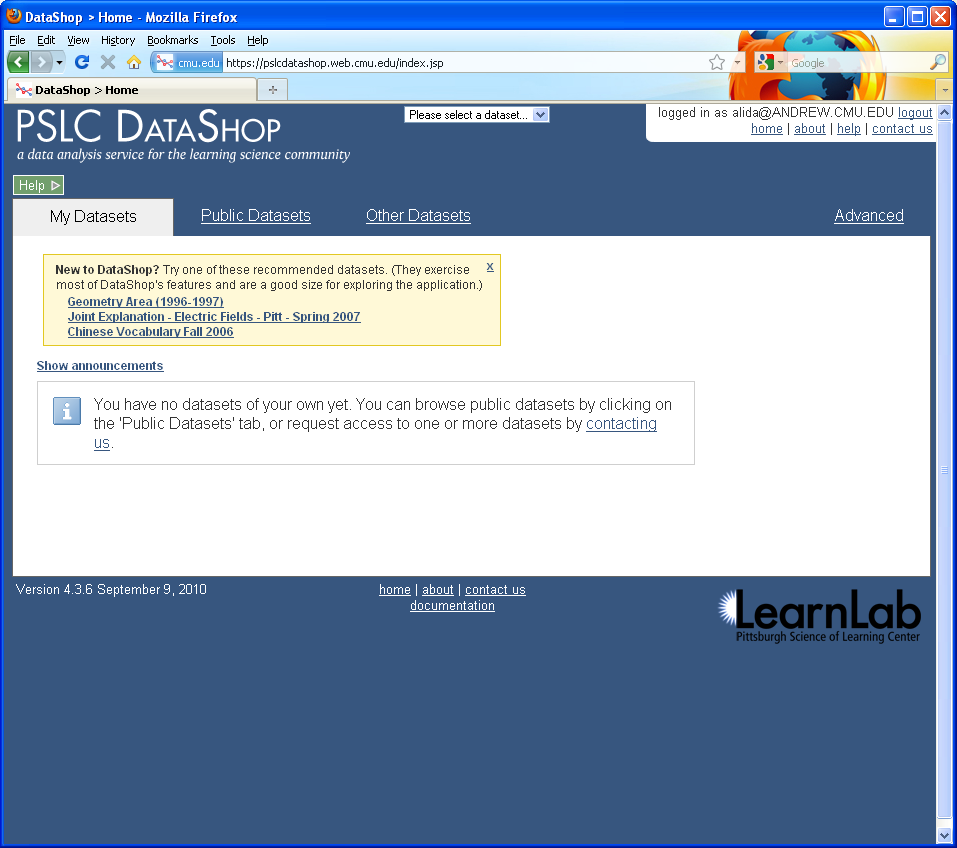 DataShop > Home - Mozilla Firefox
File Edit View History Bookmarks Tools Help
cmu.edu https://pslcdatashop.web.cmu.edu/index.jsp Google
DataShop > Home
PSLC DATASHOP
a data analysis service for the learning science community
Please select a dataset...
logged in as alida@ANDREW.CMU.EDU logout
home | about | help | contact us
Help
My Datasets Public Datasets Other Datasets Advanced
New to DataShop? Try one of these recommended datasets. (They exercise x
most of DataShop's features and are a good size for exploring the application.)
Geometry Area (1996-1997)
Joint Explanation - Electric Fields - Pitt - Spring 2007
Chinese Vocabulary Fall 2006
Show announcements
i
You have no datasets of your own yet. You can browse public datasets by clicking on
the 'Public Datasets' tab, or request access to one or more datasets by contacting
us.
Version 4.3.6 September 9, 2010
home | about | contact us
documentation
LearnLab
Pittsburgh Science of Learning Center